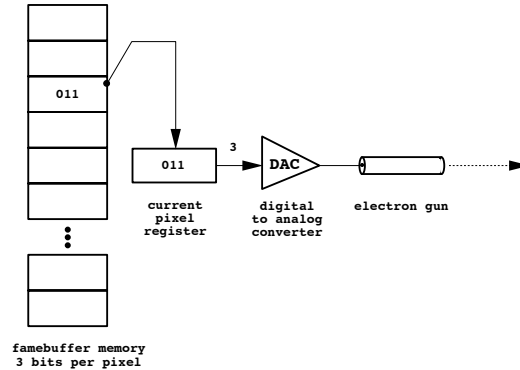 011
3
011
DAC
current
pixel
register
digital
to analog
converter
electron gun
famebuffer memory
3 bits per pixel